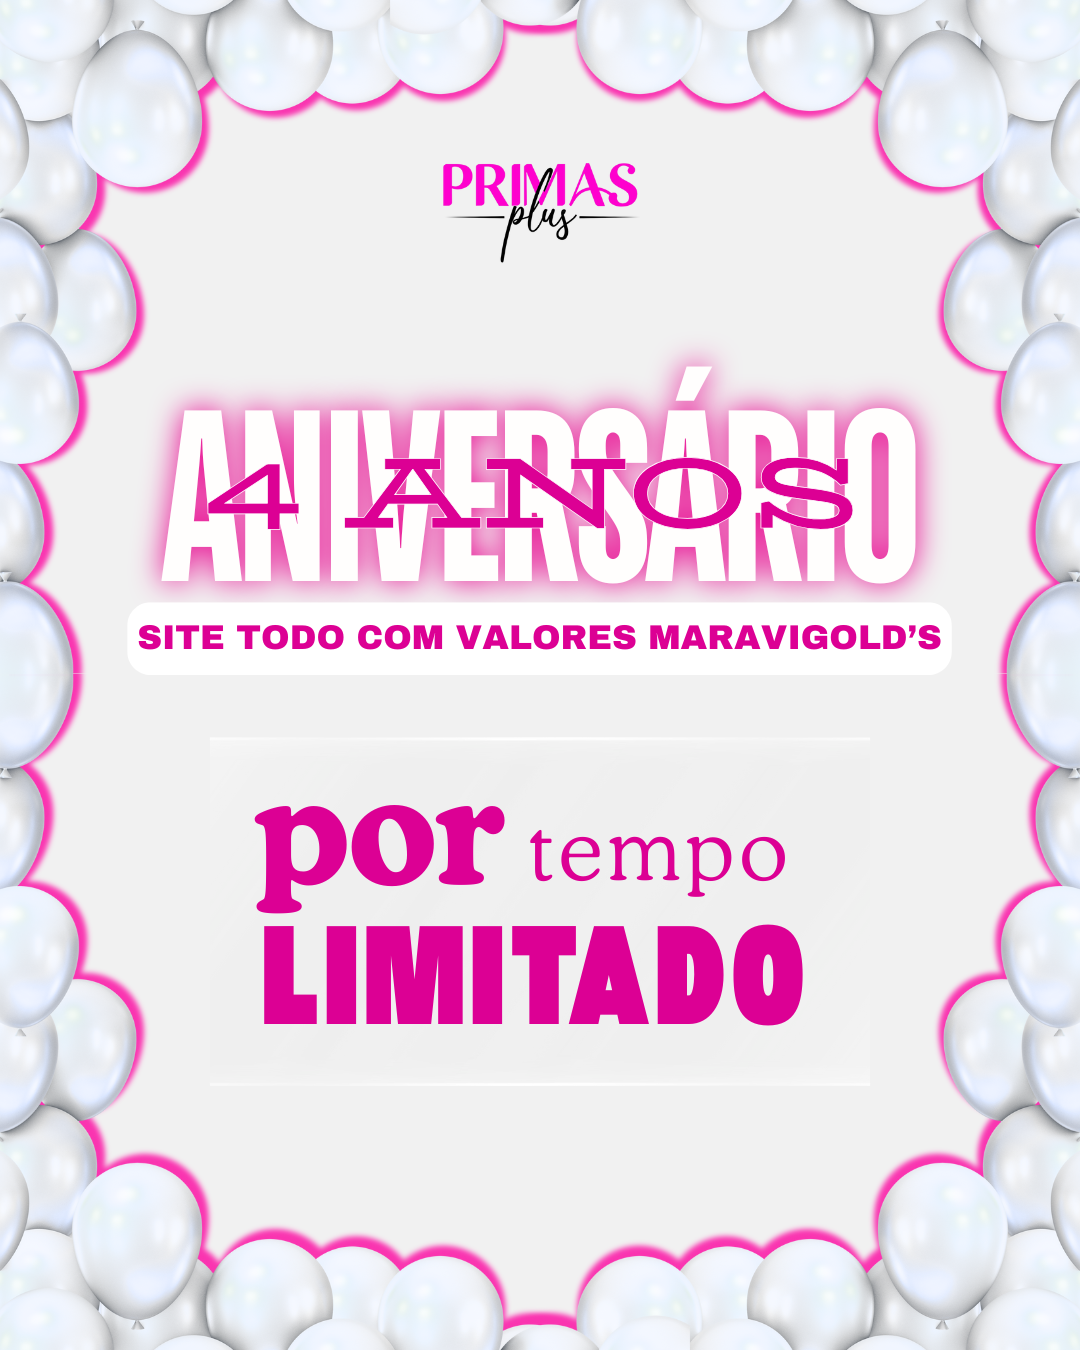 PRIMAS
plus
ANIVERSÁRIO
4 ANOS
SITE TODO COM VALORES MARAVIGOLD’S
por tempo
LIMITADO